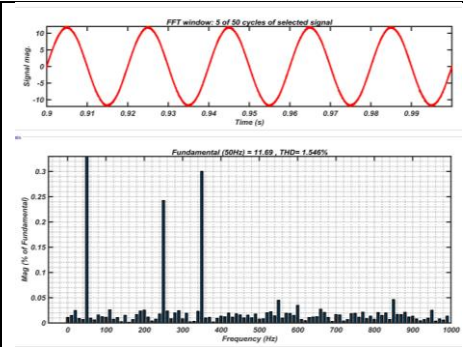 FFT window: 5 of 50 cycles of selected signal
10
5
0
-5
-10
Signal mag.
0.9 0.91 0.92 0.93 0.94 0.95 0.96 0.97 0.98 0.99
Time (s)
Fundamental (50Hz) = 11.69 , THD= 1.546%
0.3
0.25
0.2
0.15
0.1
0.05
0
Mag (% of Fundamental)
0 100 200 300 400 500 600 700 800 900 1000
Frequency (Hz)